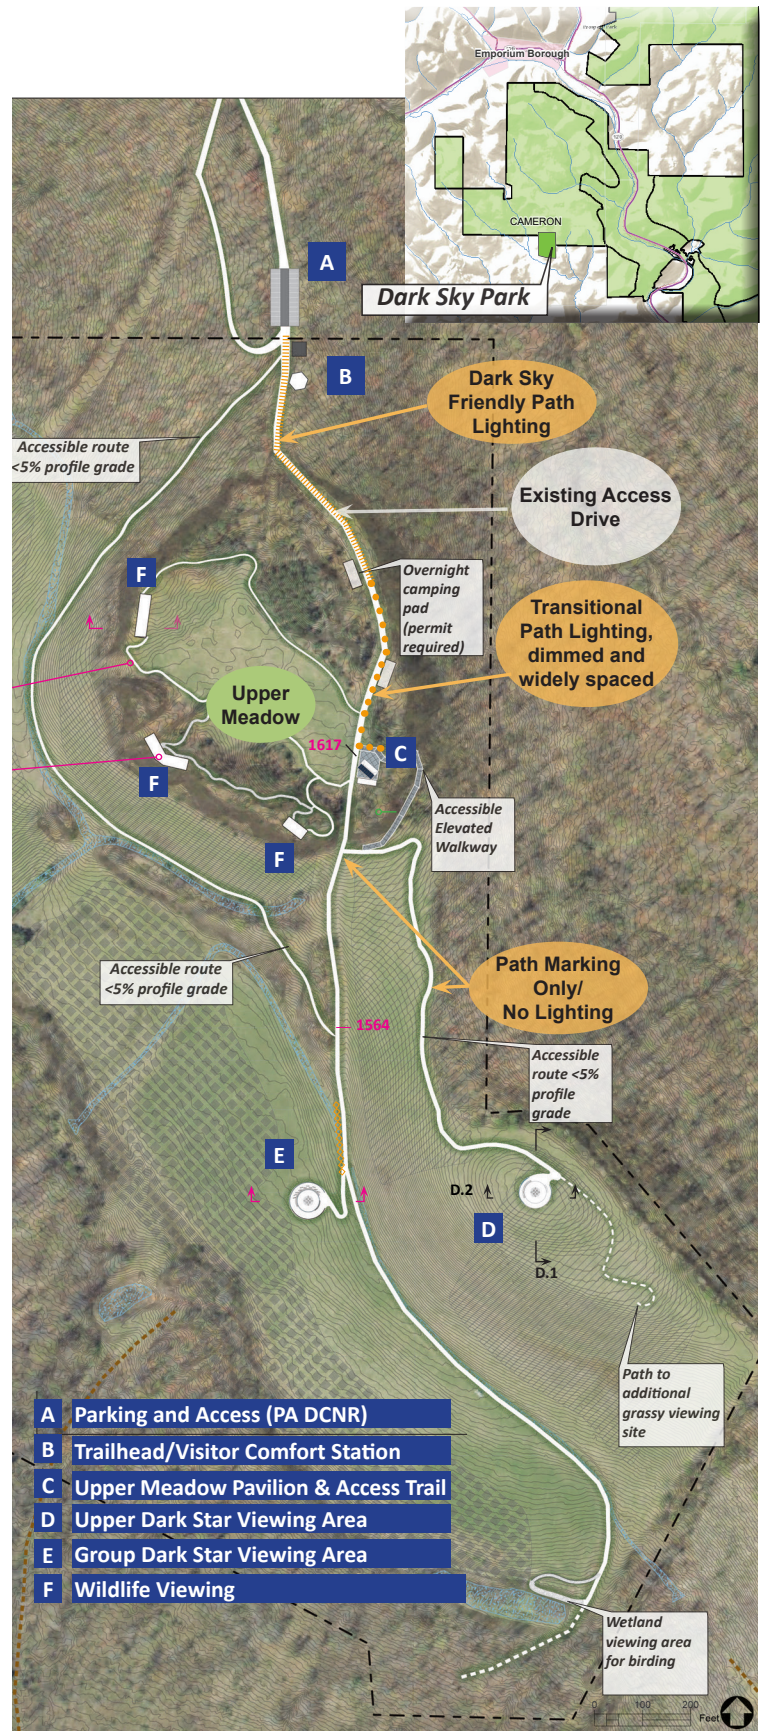 Emporium Borough
CAMERON
Dark Sky Park
A
B
Dark Sky
Friendly Path
Lighting
Accessible route
<5% profile grade
Existing Access
Drive
F
Overnight
camping
pad
(permit
required)
Transitional
Path Lighting,
dimmed and
widely spaced
Upper
Meadow
1617
C
F
Accessible
Elevated
Walkway
F
Accessible route
<5% profile grade
Path Marking
Only/
No Lighting
1564
Accessible
route <5%
profile
grade
E
D.2
D
D.1
Path to
additional
grassy viewing
site
A Parking and Access (PA DCNR)
B Trailhead/Visitor Comfort Station
C Upper Meadow Pavilion & Access Trail
D Upper Dark Star Viewing Area
E Group Dark Star Viewing Area
F Wildlife Viewing
Wetland
viewing area
for birding
0 100 200
Feet